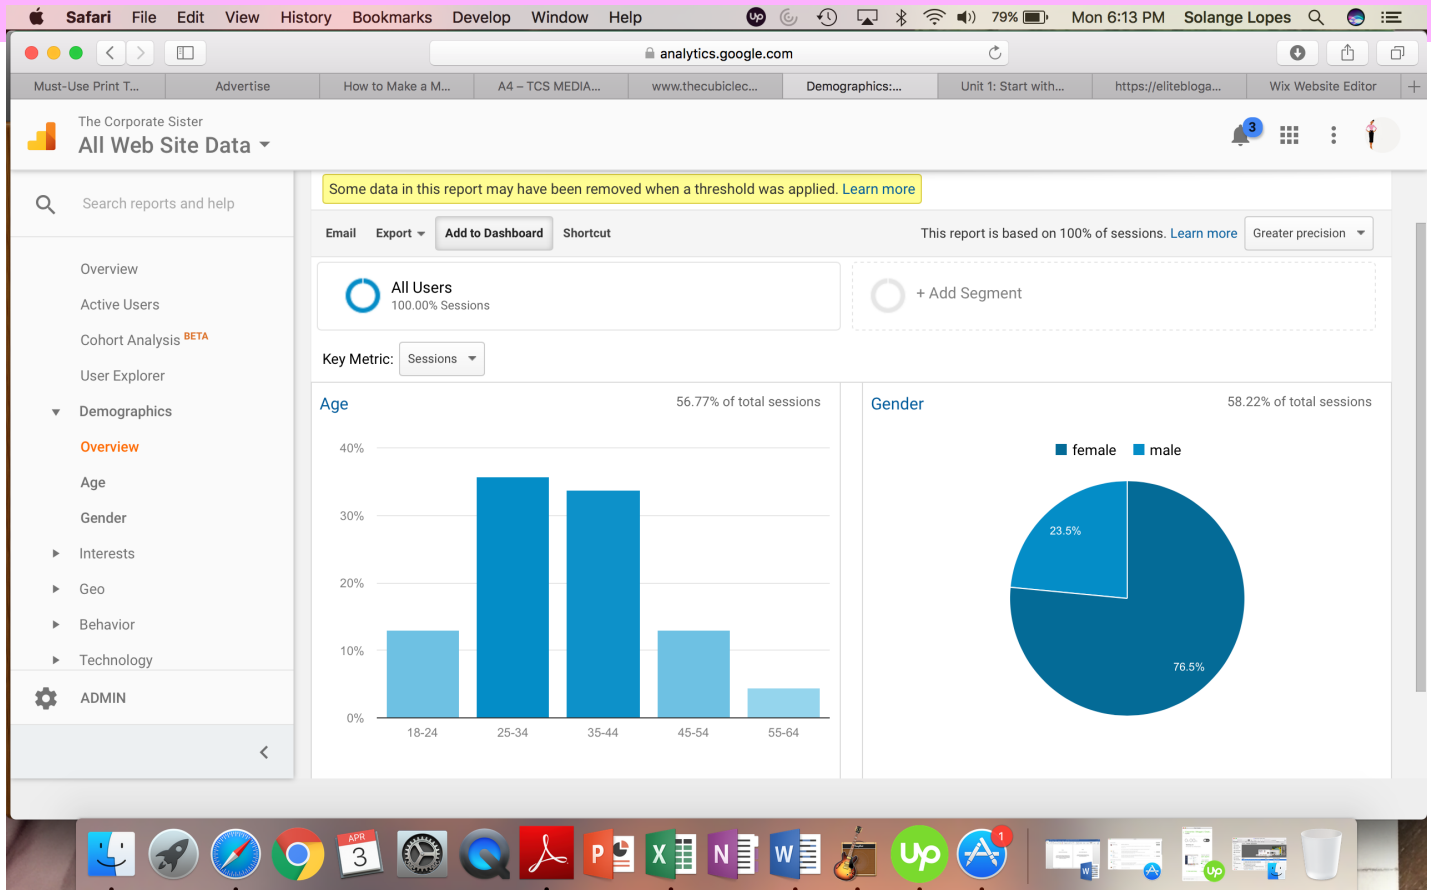 Safari File Edit View History Bookmarks Develop Window Help up 79% Mon 6:13 PM Solange Lopes
analytics.google.com
Must-Use Print T... Advertise How to Make a M... A4 – TCS MEDIA... www.thecubiclec... Demographics:... Unit 1: Start with... https://elitebloga... Wix Website Editor +
The Corporate Sister
All Web Site Data
3
Search reports and help
Overview
Active Users
Cohort Analysis BETA
User Explorer
Demographics
Overview
Age
Gender
Interests
Geo
Behavior
Technology
ADMIN
Some data in this report may have been removed when a threshold was applied. Learn more
Email Export Add to Dashboard Shortcut
This report is based on 100% of sessions. Learn more Greater precision
All Users
100.00% Sessions
+ Add Segment
Key Metric: Sessions
Age 56.77% of total sessions
40%
30%
20%
10%
0%
18-24 25-34 35-44 45-54 55-64
Gender 58.22% of total sessions
female male
23.5%
76.5%
APR
3
P X N W up 1
W up